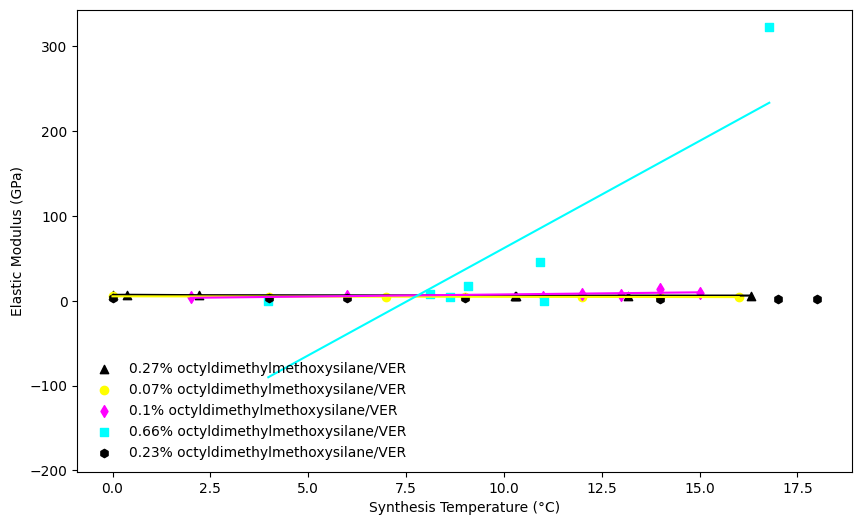 300
200
100
0
−100
−200
Elastic Modulus (GPa)
0.27% octyldimethylmethoxysilane/VER
0.07% octyldimethylmethoxysilane/VER
0.1% octyldimethylmethoxysilane/VER
0.66% octyldimethylmethoxysilane/VER
0.23% octyldimethylmethoxysilane/VER
0.0 2.5 5.0 7.5 10.0 12.5 15.0 17.5
Synthesis Temperature (°C)